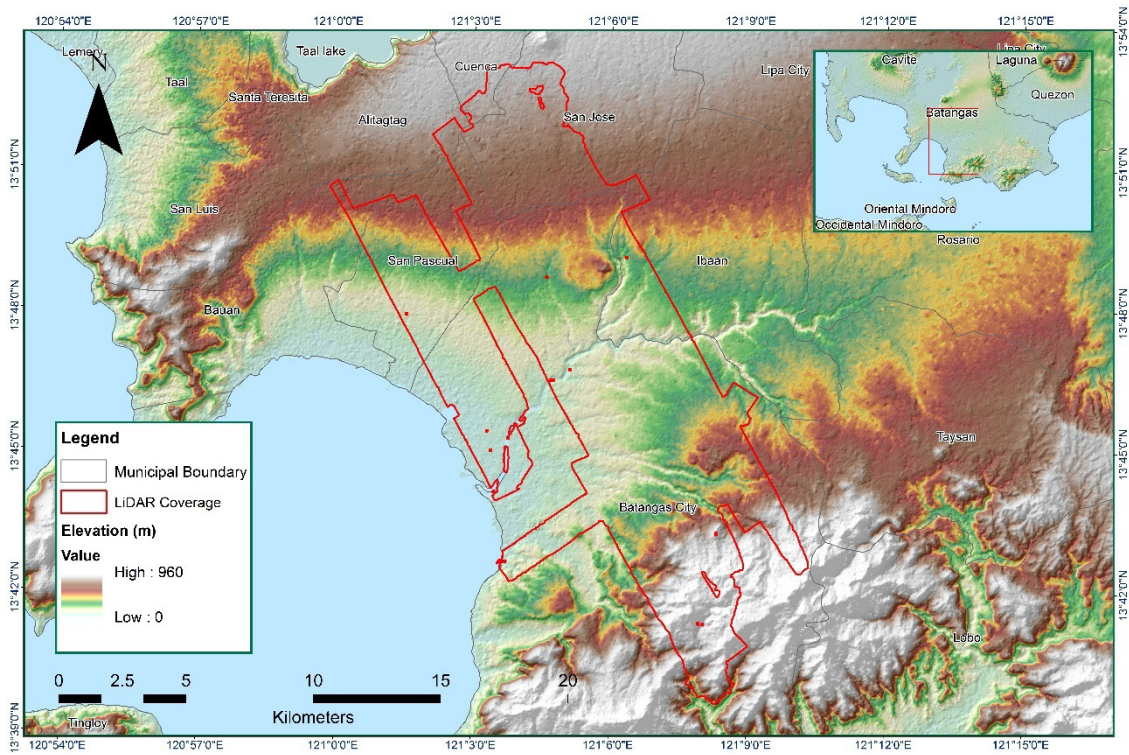 120°54'0"E 120°57'0"E 121°0'0"E 121°3'0"E 121°6'0"E 121°9'0"E 121°12'0"E 121°15'0"E
13°54'0"N
13°51'0"N
13°48'0"N
13°45'0"N
13°42'0"N
13°39'0"N
13°54'0"N
13°51'0"N
13°48'0"N
13°45'0"N
13°42'0"N
13°39'0"N
Lemery
N
Taal lake
Taal
Cuenca
Lipa City
Lipa City
Santa Teresita
Alitagtag
San Jose
San Luis
San Pascual
Ibaan
Rosario
Bauan
Taysan
Batangas City
Lobo
Tingloy
Cavite
Laguna
Quezon
Batangas
Oriental Mindoro
Occidental Mindoro
Legend
Municipal Boundary
LiDAR Coverage
Elevation (m)
Value
High : 960
Low : 0
0 2.5 5 10 15 20
Kilometers
120°54'0"E 120°57'0"E 121°0'0"E 121°3'0"E 121°6'0"E 121°9'0"E 121°12'0"E 121°15'0"E